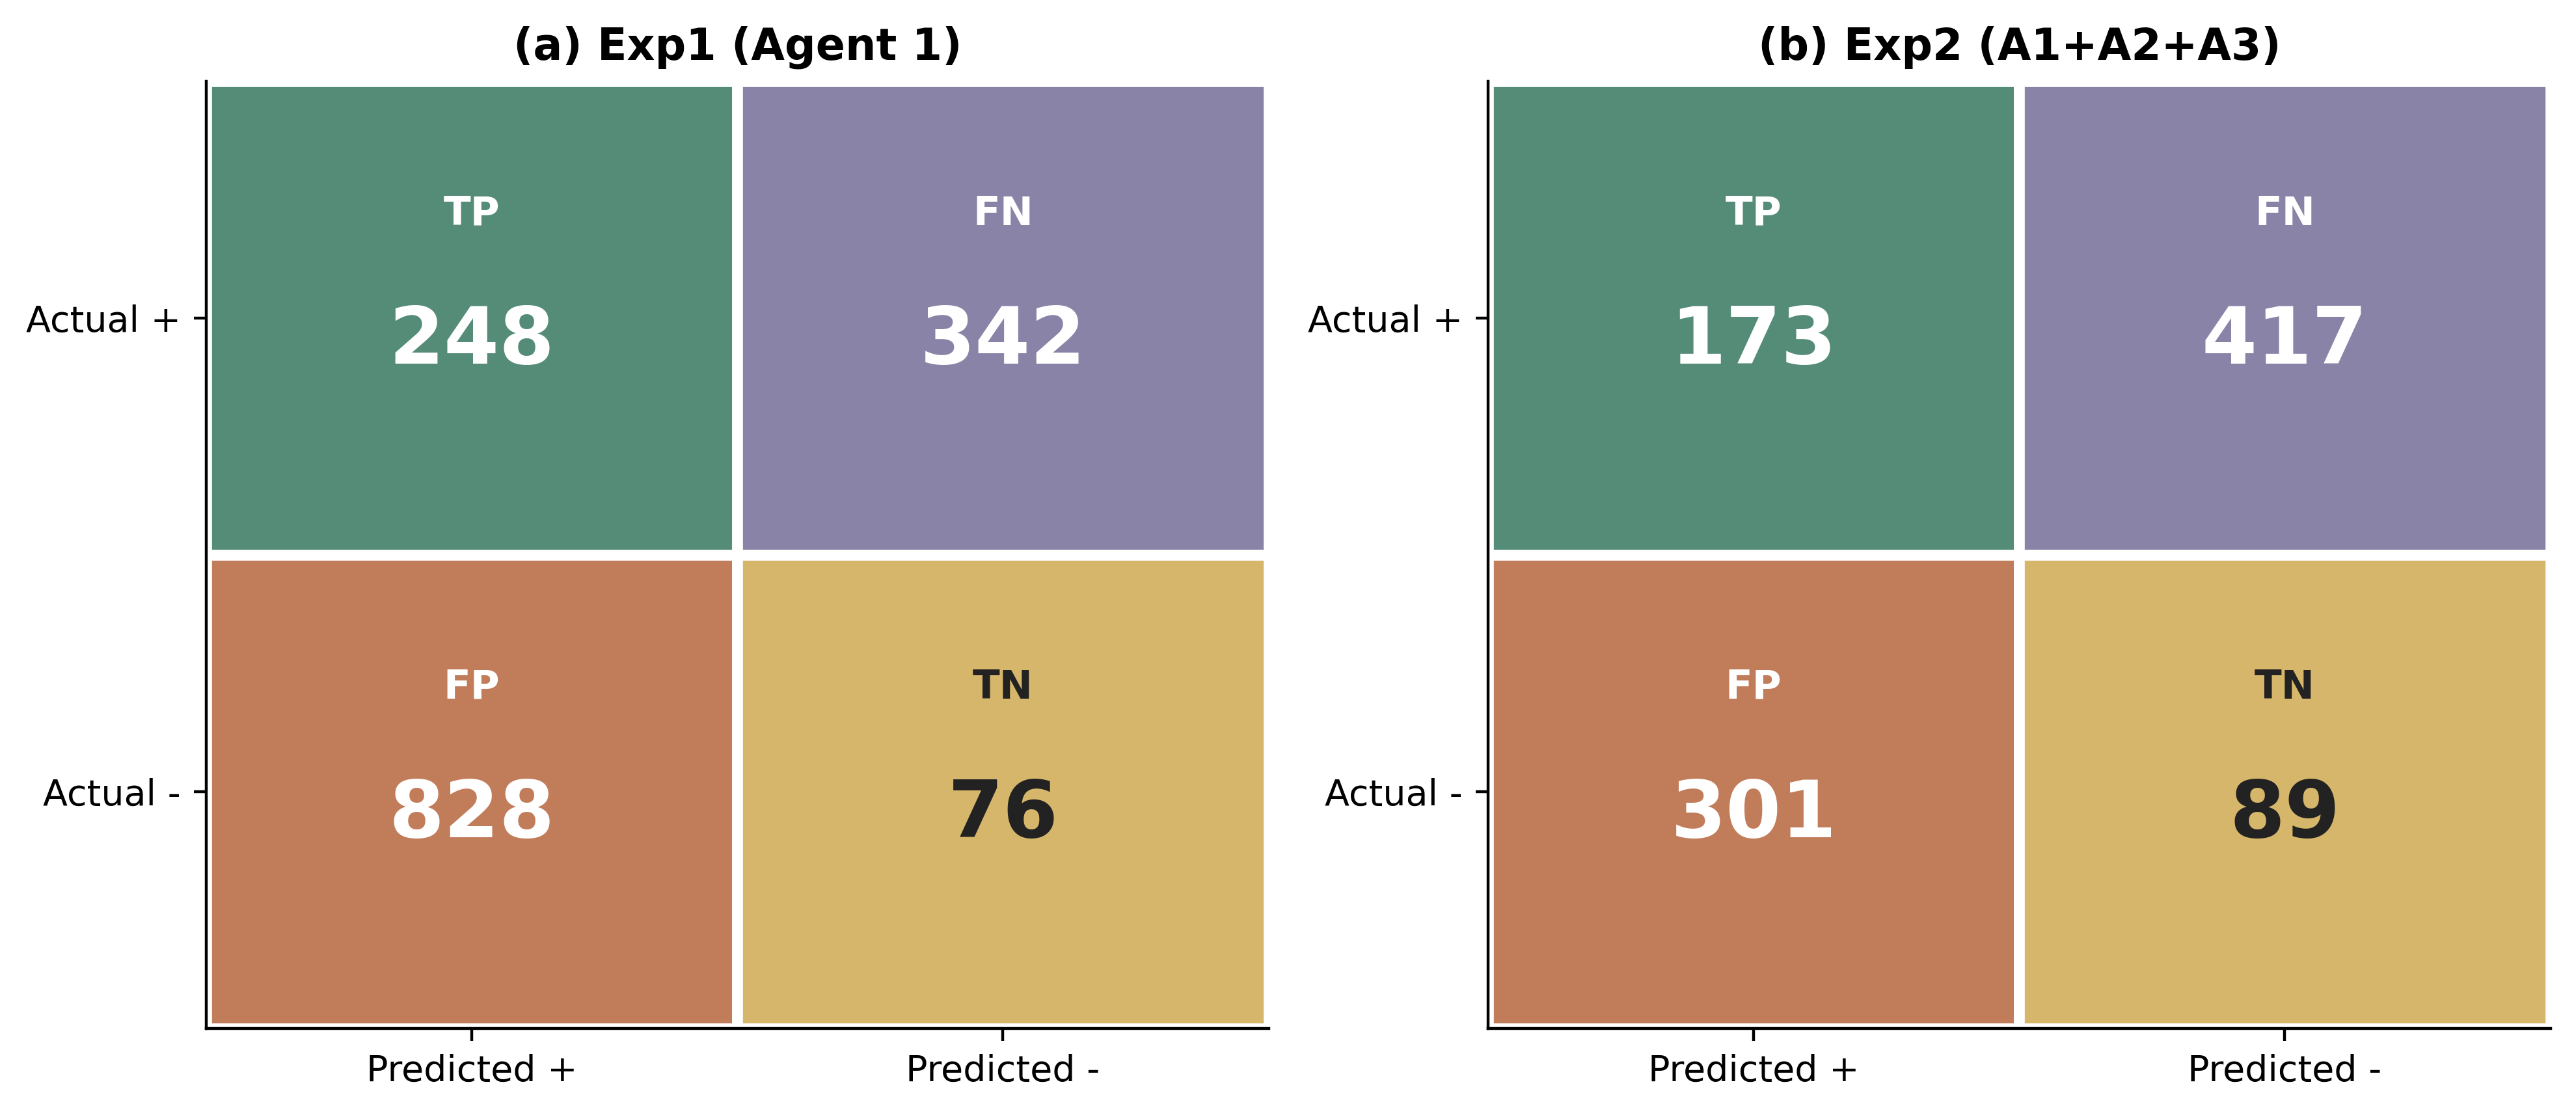 (a) Exp1 (Agent 1)
TP
FN
Actual +
248
342
FP
TN
Actual -
828
76
Predicted +
Predicted -
(b) Exp2 (A1+A2+A3)
TP
FN
Actual +
173
417
FP
TN
Actual -
301
89
Predicted +
Predicted -